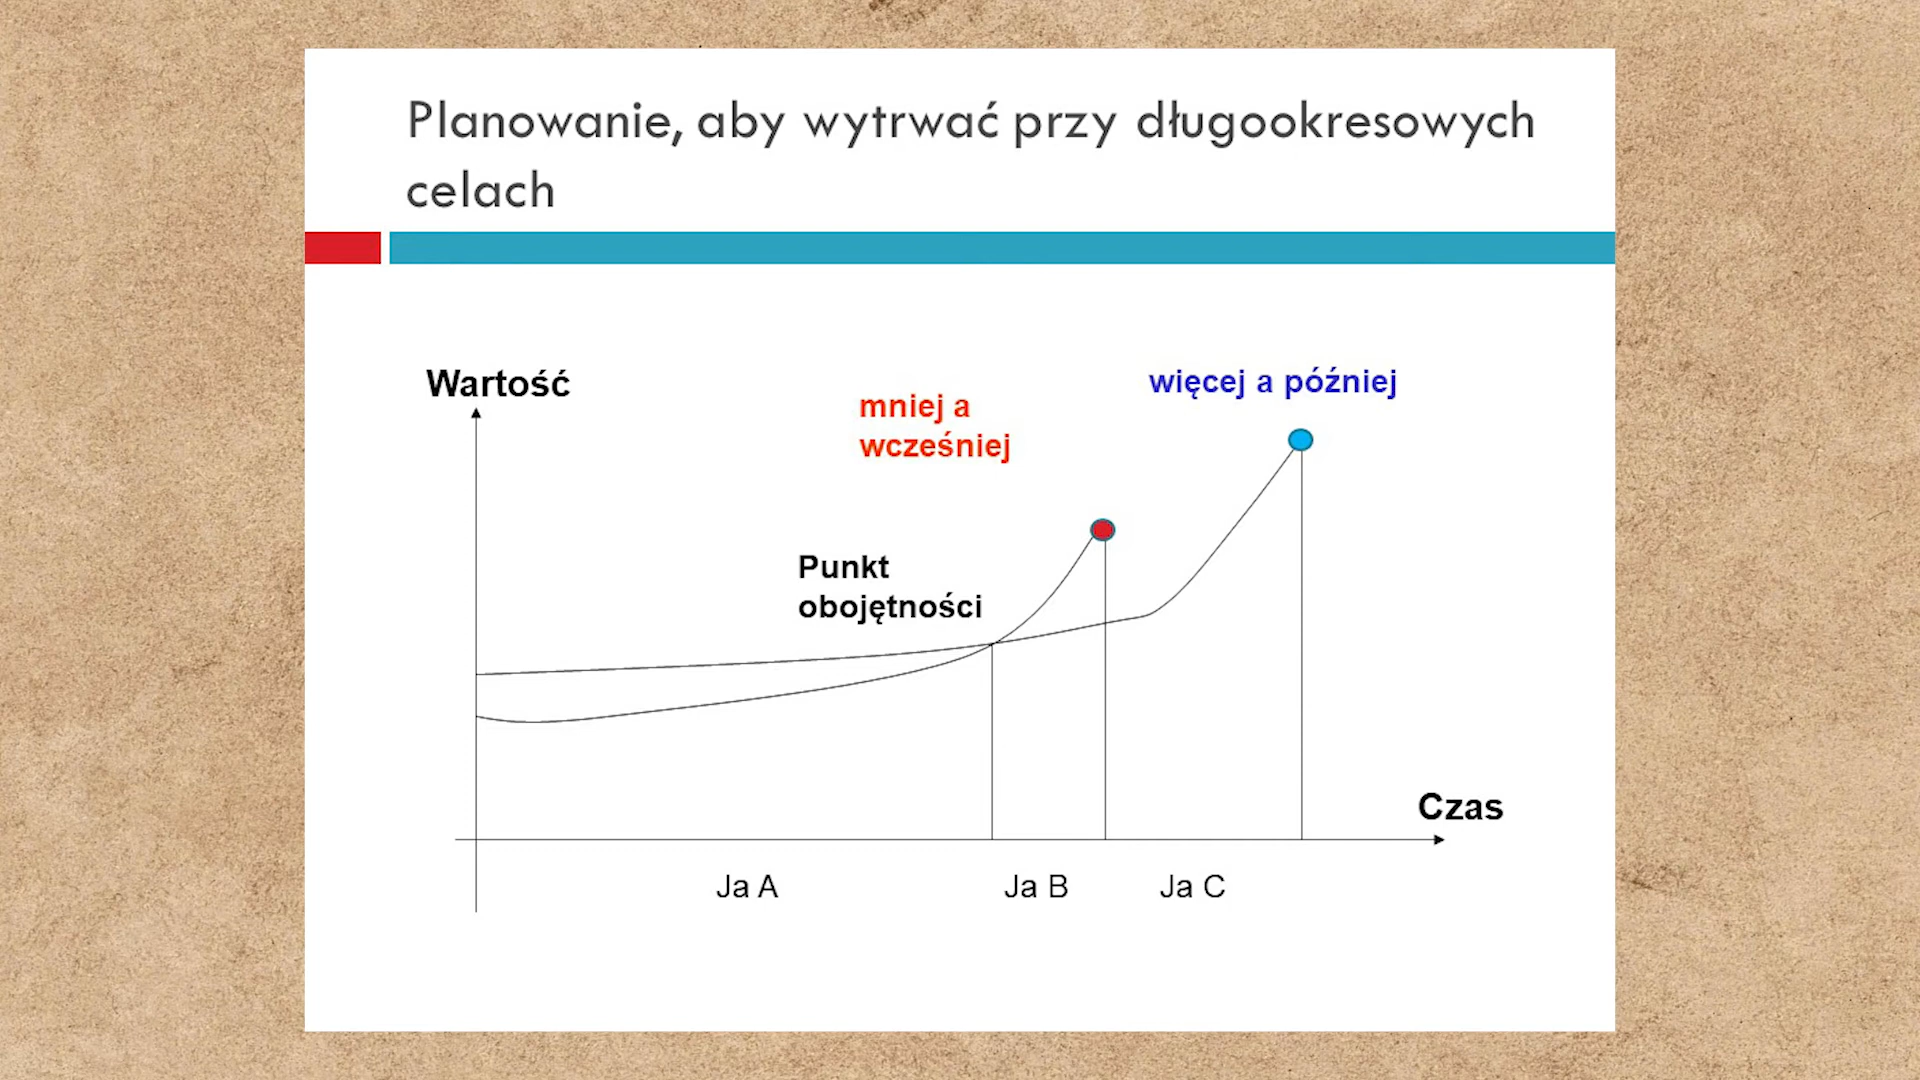 Planowanie, aby wytrwać przy długookresowych
celach
Wartość
mniej a
wcześniej
więcej a później
Punkt
obojętności
Czas
Ja A
Ja B
Ja C